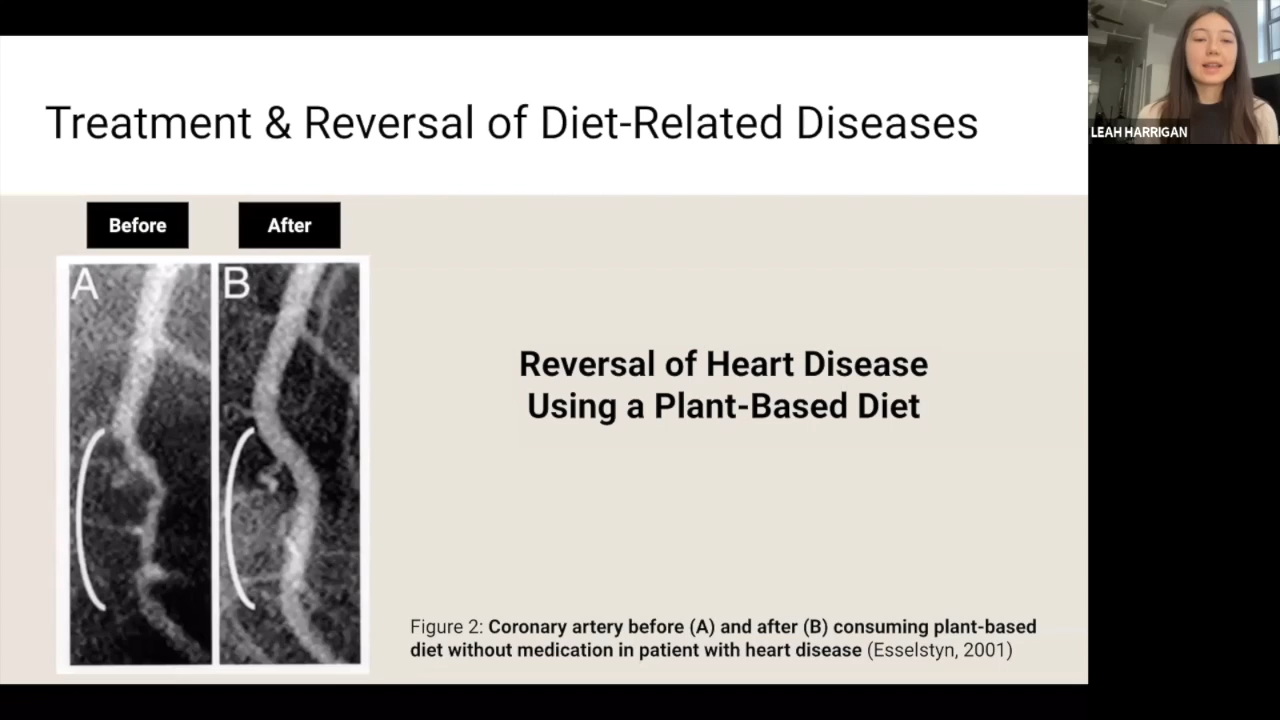 Treatment & Reversal of Diet-Related Diseases
LEAH HARRIGAN
Before
After
A
B
Reversal of Heart Disease
Using a Plant-Based Diet
Figure 2: Coronary artery before (A) and after (B) consuming plant-based
diet without medication in patient with heart disease (Esselstyn, 2001)